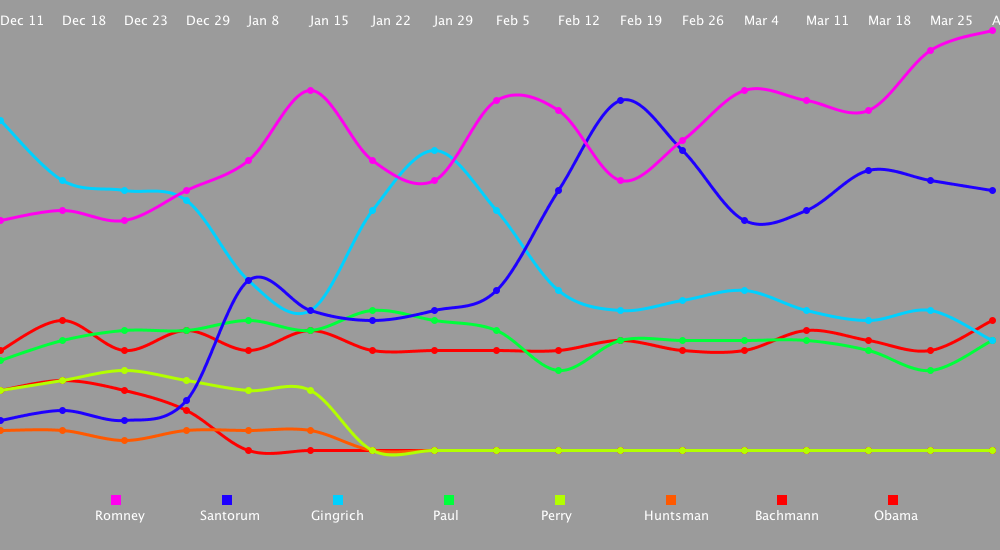 Dec 11 Dec 18 Dec 23 Dec 29 Jan 8 Jan 15 Jan 22 Jan 29 Feb 5 Feb 12 Feb 19 Feb 26 Mar 4 Mar 11 Mar 18 Mar 25
Romney Santorum Gingrich Paul Perry Huntsman Bachmann Obama